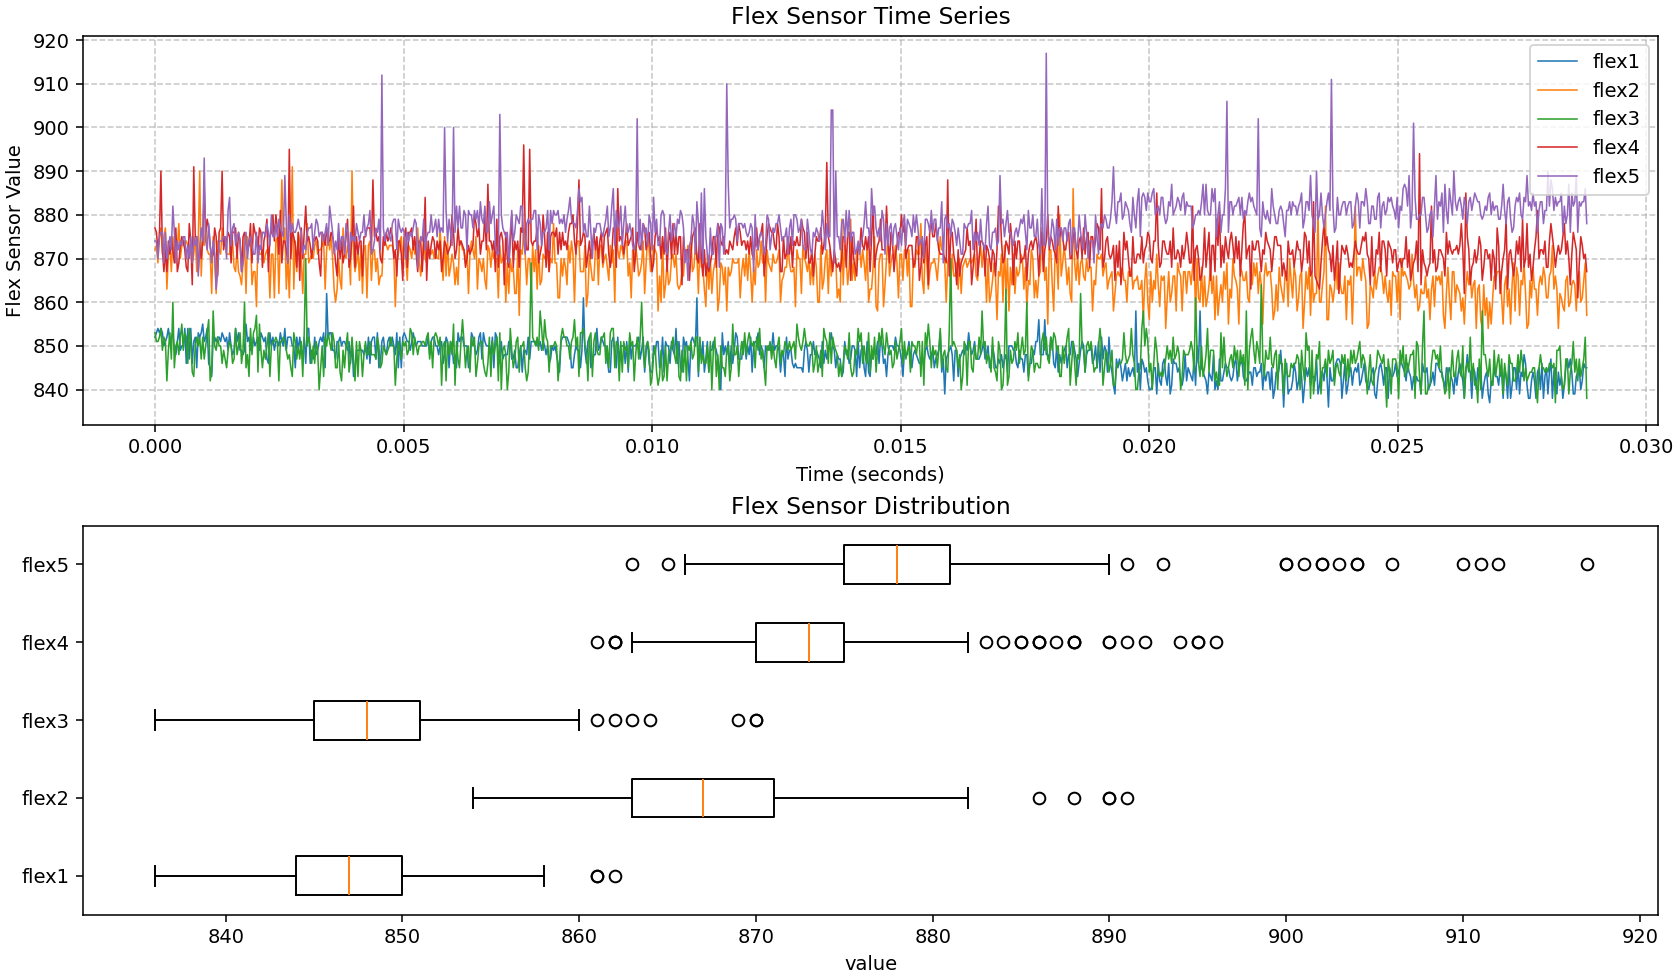 Flex Sensor Time Series
Flex Sensor Value
920
910
900
890
880
870
860
850
840
flex1
flex2
flex3
flex4
flex5
0.000 0.005 0.010 0.015 0.020 0.025 0.030
Time (seconds)
Flex Sensor Distribution
flex5
flex4
flex3
flex2
flex1
840 850 860 870 880 890 900 910 920
value